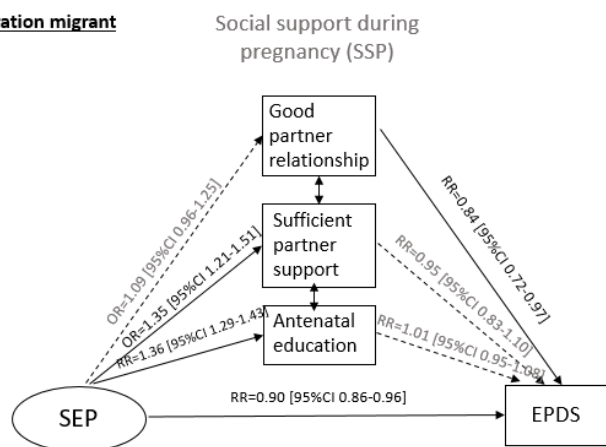 ration migrant
Social support during
pregnancy (SSP)
Good
partner
relationship
Sufficient
partner
support
Antenatal
education
OR=1.09 [95%CI 0.96-1.25]
OR=1.35 [95%CI 1.21-1.51]
RR=1.36 [95%CI 1.29-1.43]
RR=0.84 [95%CI 0.72-0.97]
RR=0.95 [95%CI 0.83-1.10]
RR=1.01 [95%CI 0.95-1.08]
RR=0.90 [95%CI 0.86-0.96]
SEP
EPDS